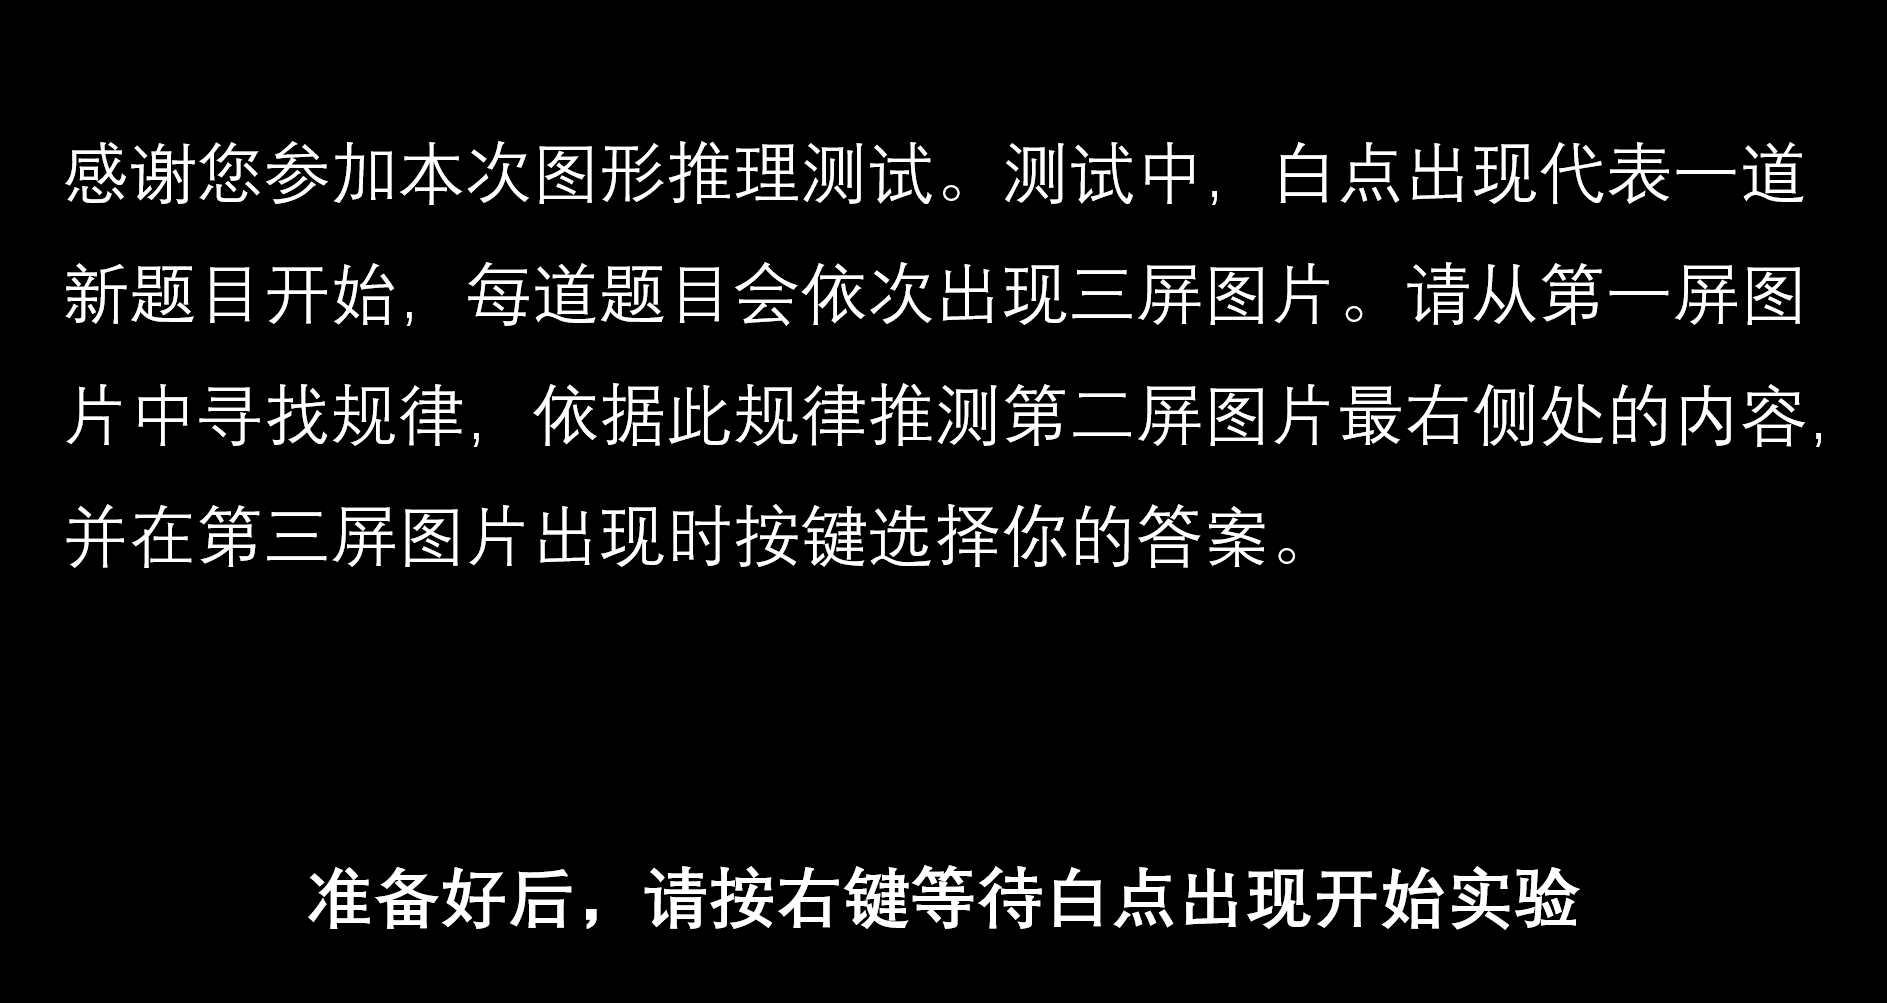 感谢您参加本次图形推理测试。测试中，白点出现代表一道
新题目开始，每道题目会依次出现三屏图片。请从第一屏图
片中寻找规律，依据此规律推测第二屏图片最右侧处的内容，
并在第三屏图片出现时按键选择你的答案。
准备好后，请按右键等待白点出现开始实验